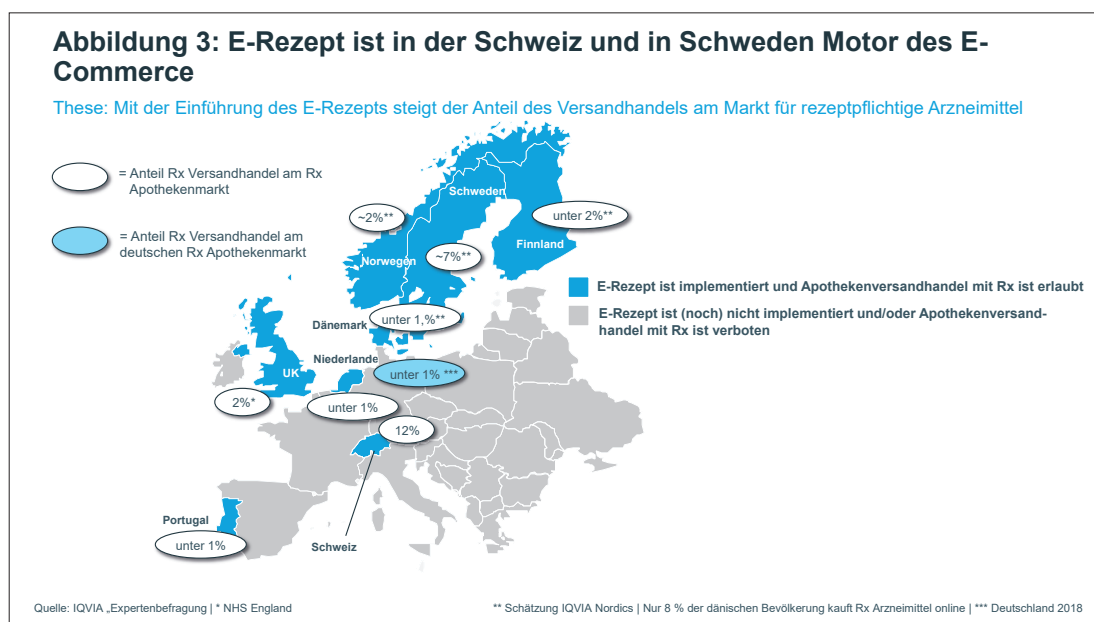 Abbildung 3: E-Rezept ist in der Schweiz und in Schweden Motor des E-
Commerce
These: Mit der Einführung des E-Rezepts steigt der Anteil des Versandhandels am Markt für rezeptpflichtige Arzneimittel
= Anteil Rx Versandhandel am Rx
Apothekenmarkt
= Anteil Rx Versandhandel am
deutschen Rx Apothekenmarkt
Schweden
~2%**
unter 2%**
Finnland
Norwegen
~7%**
E-Rezept ist implementiert und Apothekenversandhandel mit Rx ist erlaubt
E-Rezept ist (noch) nicht implementiert und/oder Apothekenversand-
handel mit Rx ist verboten
Dänemark
unter 1,%**
Niederlande
UK
unter 1% ***
2%*
unter 1%
12%
Portugal
unter 1%
Schweiz
Quelle: IQVIA „Expertenbefragung | * NHS England
** Schätzung IQVIA Nordics | Nur 8 % der dänischen Bevölkerung kauft Rx Arzneimittel online | *** Deutschland 2018